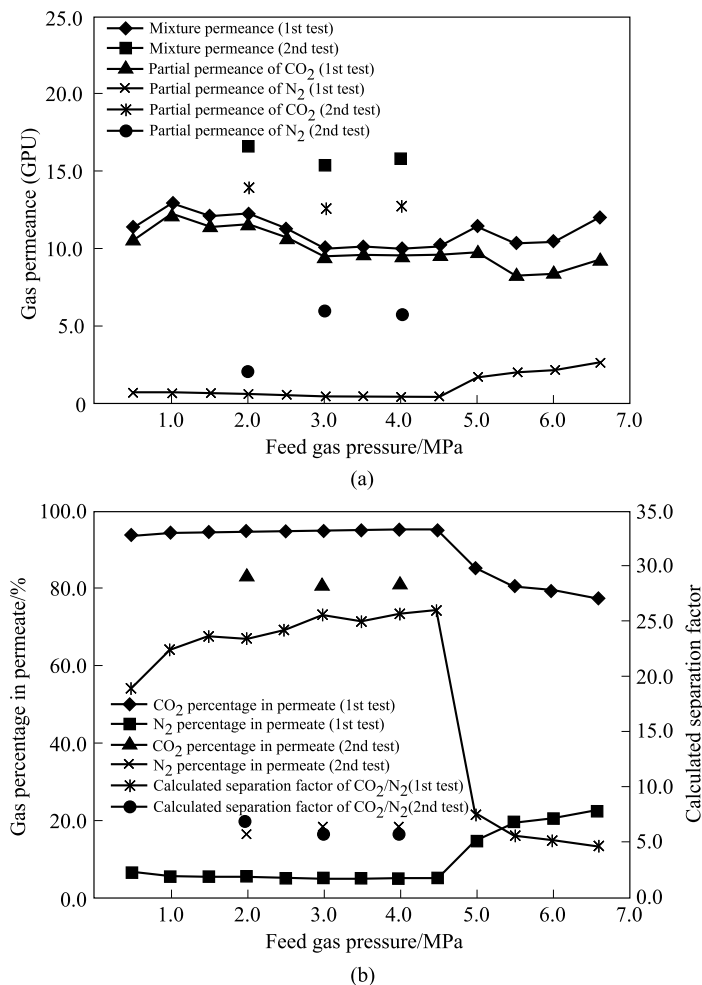 25.0
20.0
15.0
10.0
5.0
0
Gas permeance (GPU)
Mixture permeance (1st test)
Mixture permeance (2nd test)
Partial permeance of CO2 (1st test)
Partial permeance of N2 (1st test)
Partial permeance of CO2 (2nd test)
Partial permeance of N2 (2nd test)
1.0 2.0 3.0 4.0 5.0 6.0 7.0
Feed gas pressure/MPa
(a)
100.0
80.0
60.0
40.0
20.0
0.0
Gas percentage in permeate/%
CO2 percentage in permeate (1st test)
N2 percentage in permeate (1st test)
CO2 percentage in permeate (2nd test)
N2 percentage in permeate (2nd test)
Calculated separation factor of CO2/N2(1st test)
Calculated separation factor of CO2/N2(2nd test)
35.0
30.0
25.0
20.0
15.0
10.0
5.0
0.0
Calculated separation factor
1.0 2.0 3.0 4.0 5.0 6.0 7.0
Feed gas pressure/MPa
(b)